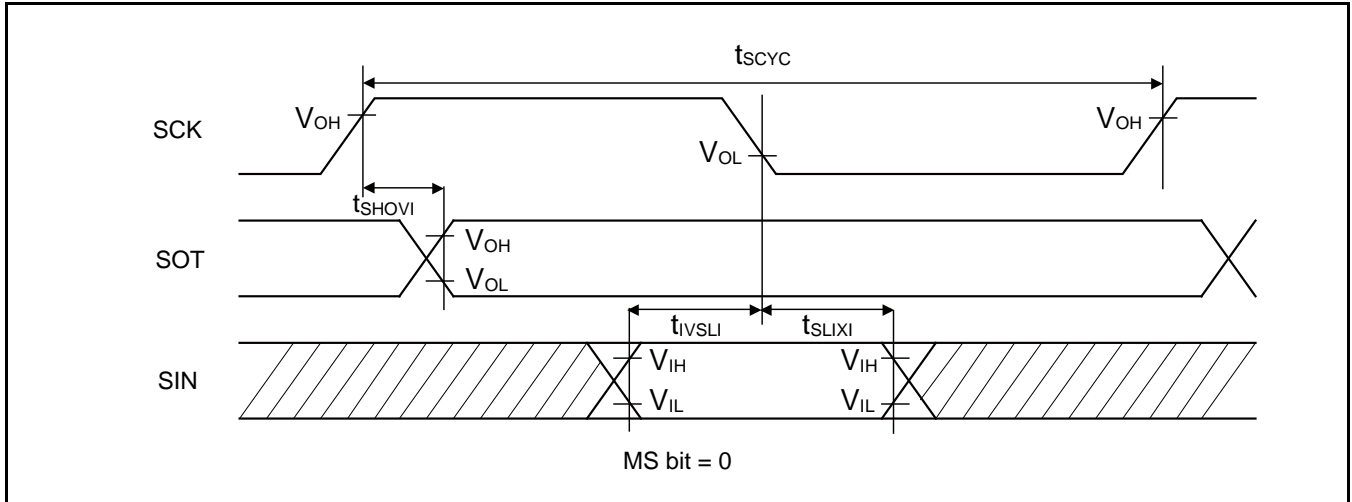 tSCYC
SCK
VOH
VOL
VOH
tSHOVI
SOT
VOH
VOL
tIVSLI
tSLIXI
SIN
VIH
VIL
VIH
VIL
MS bit = 0